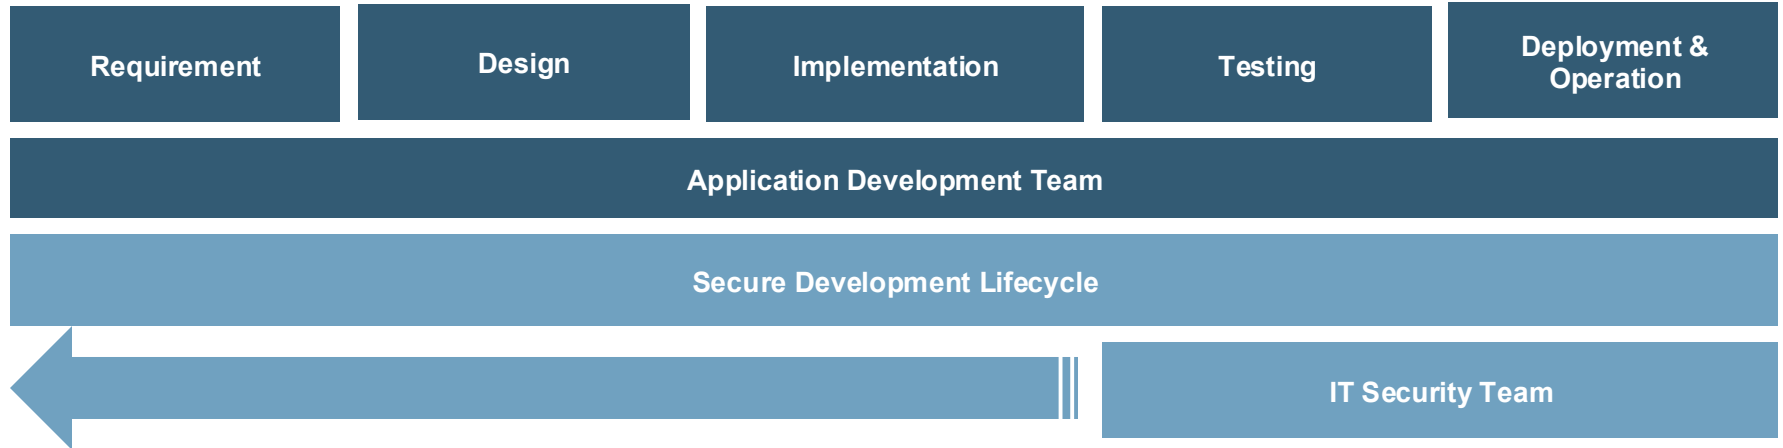 Requirement
Design
Implementation
Testing
Deployment &
Operation
Application Development Team
Secure Development Lifecycle
IT Security Team